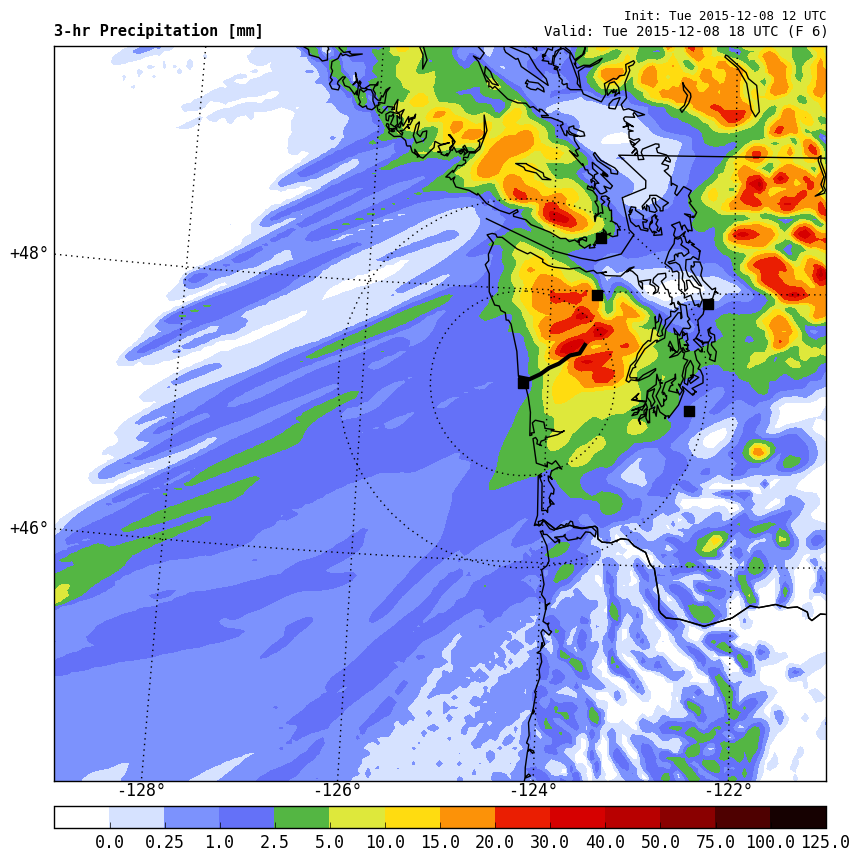 Init: Tue 2015-12-08 12 UTC
3-hr Precipitation [mm] Valid: Tue 2015-12-08 18 UTC (F 6)
+48°
+46°
-128° -126° -124° -122°
0.0 0.25 1.0 2.5 5.0 10.0 15.0 20.0 30.0 40.0 50.0 75.0 100.0 125.0